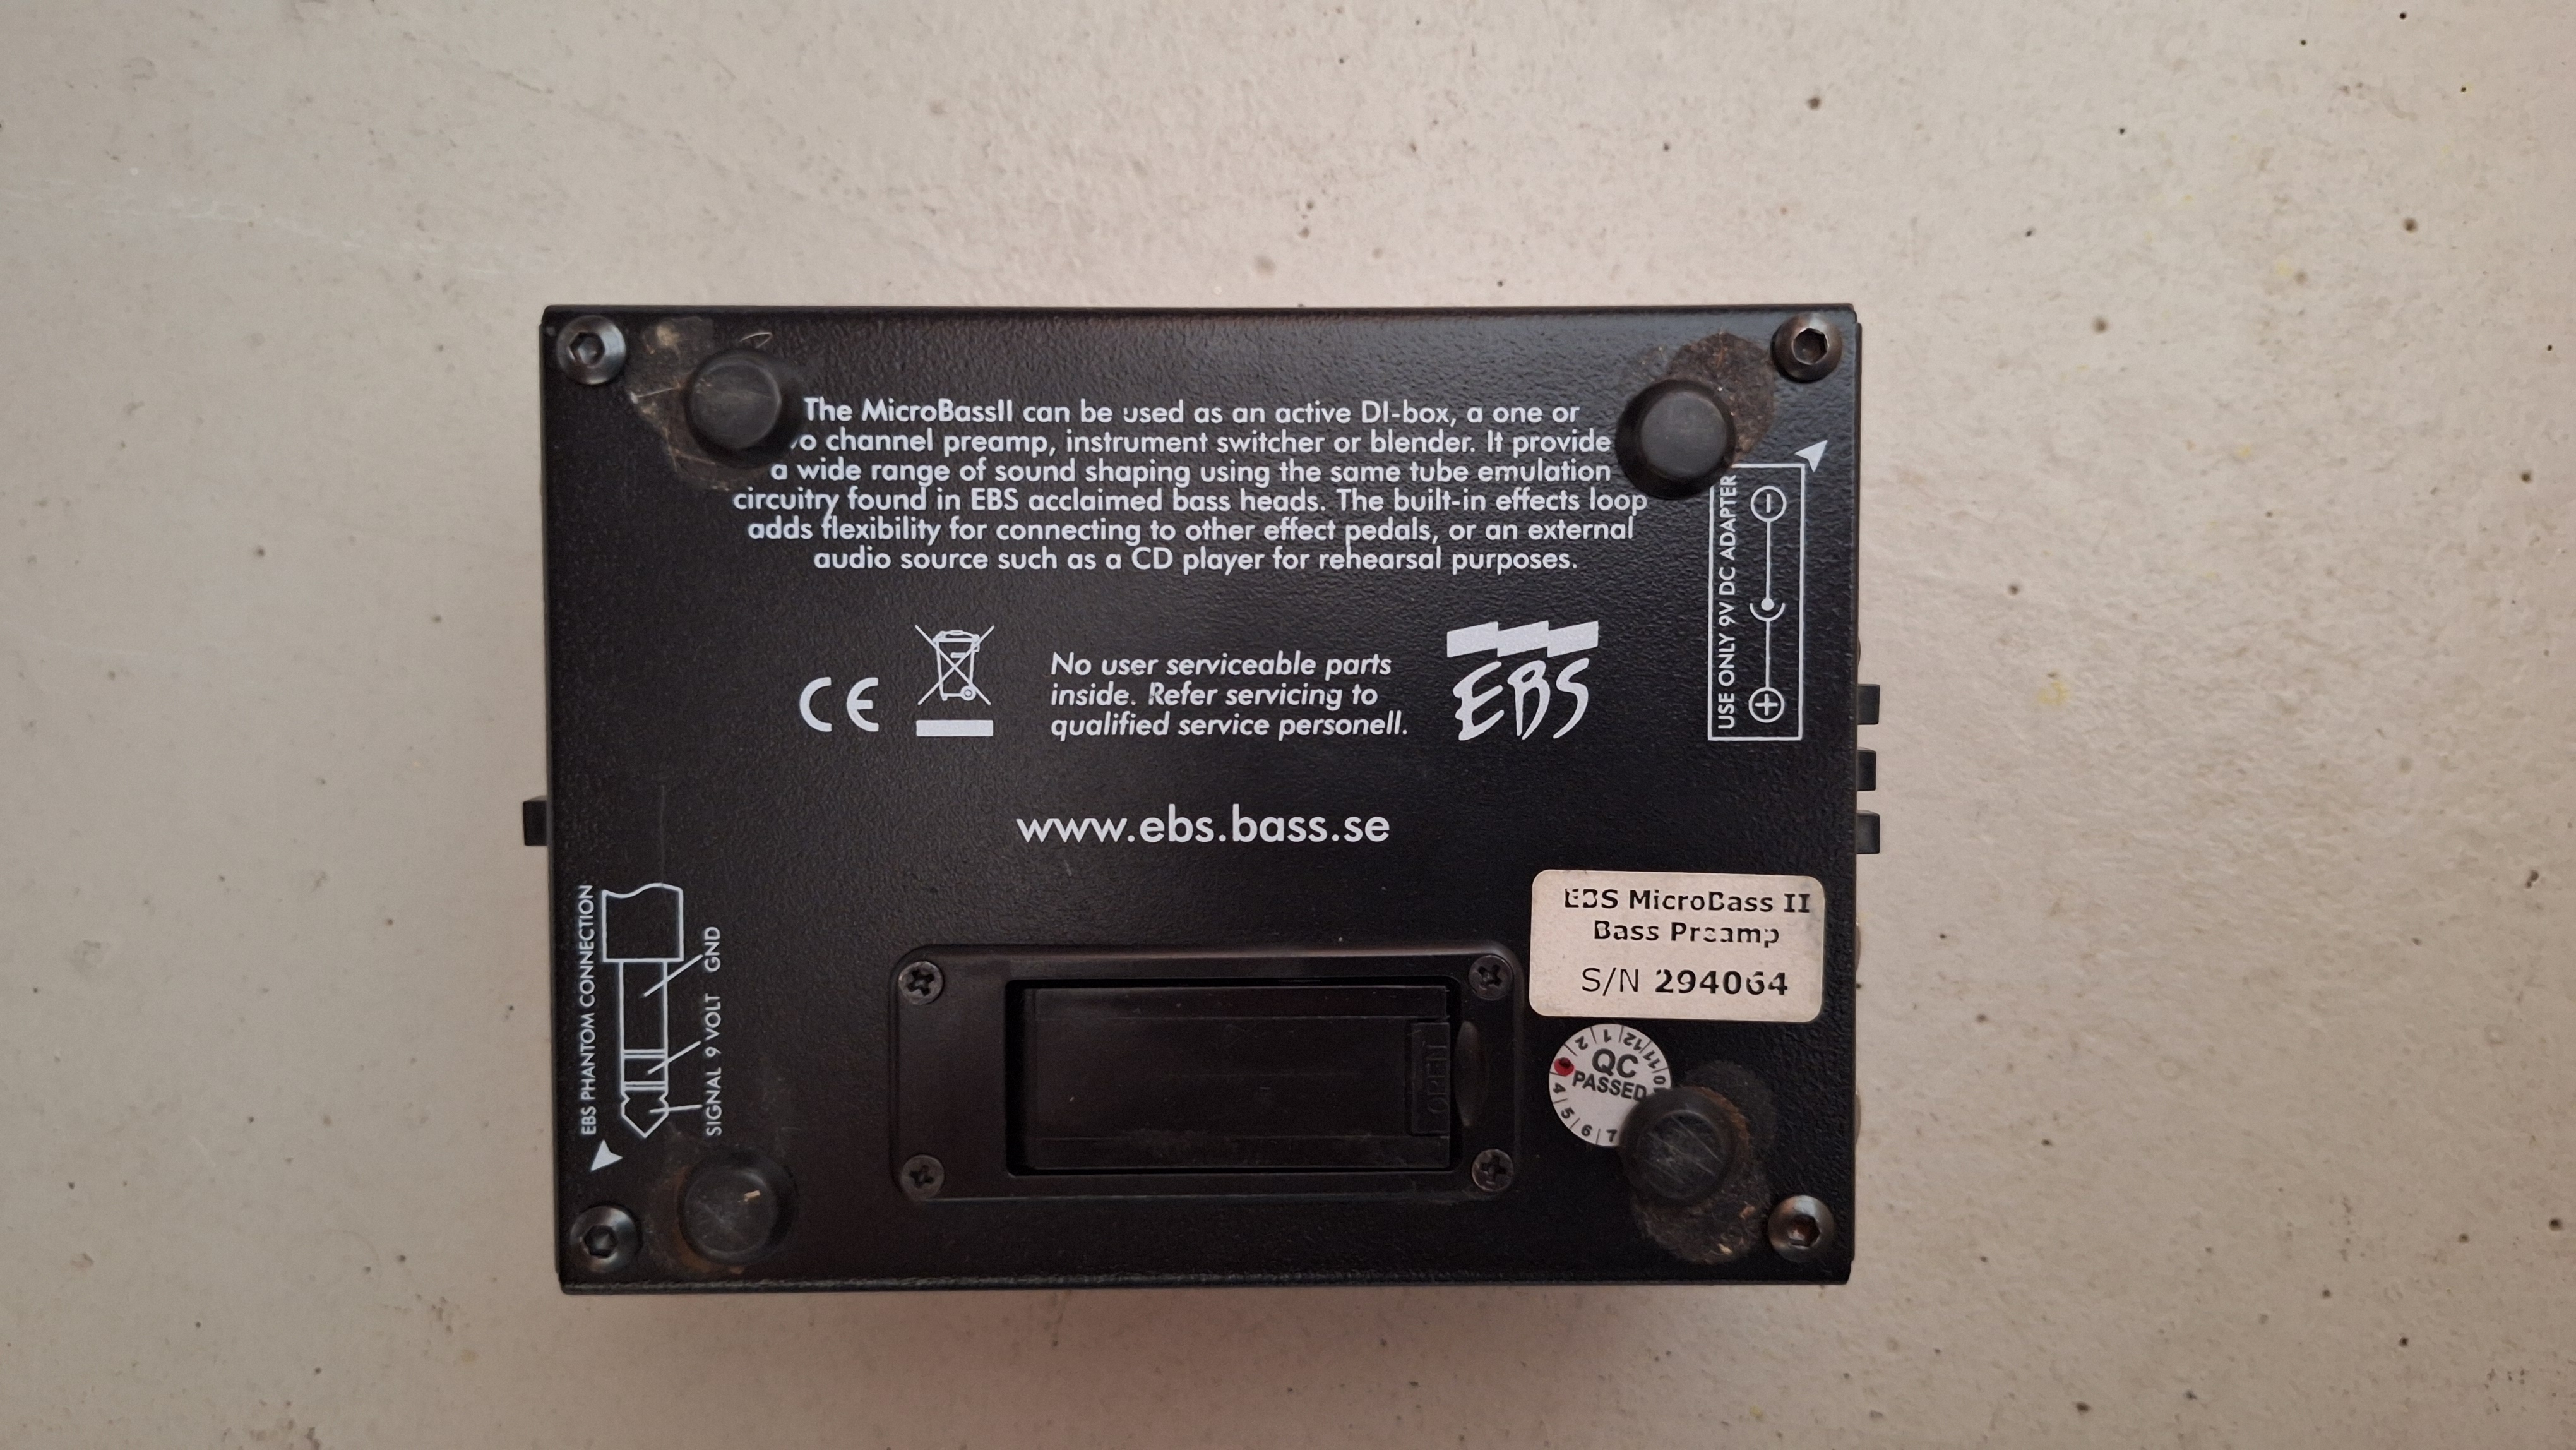 The MicroBassII can be used as an active DI-box, a one or
channel preamp, instrument switcher or blender. It provide
a wide range of sound shaping using the same tube emulation
circuitry found in EBS acclaimed bass heads. The built-in effects loop
adds flexibility for connecting to other effect pedals, or an external
audio source such as a CD player for rehearsal purposes.
USE ONLY 9V DC ADAPTER
CE
No user serviceable parts
inside. Refer servicing to
qualified service personell.
EBS
www.ebs.bass.se
EBS PHANTOM CONNECTION
SIGNAL 9 VOLT GND
EBS MicroBass II
Bass Preamp
S/N 294064
OPEN
QC
PASSED
1 2 4 5 6 7 11 12